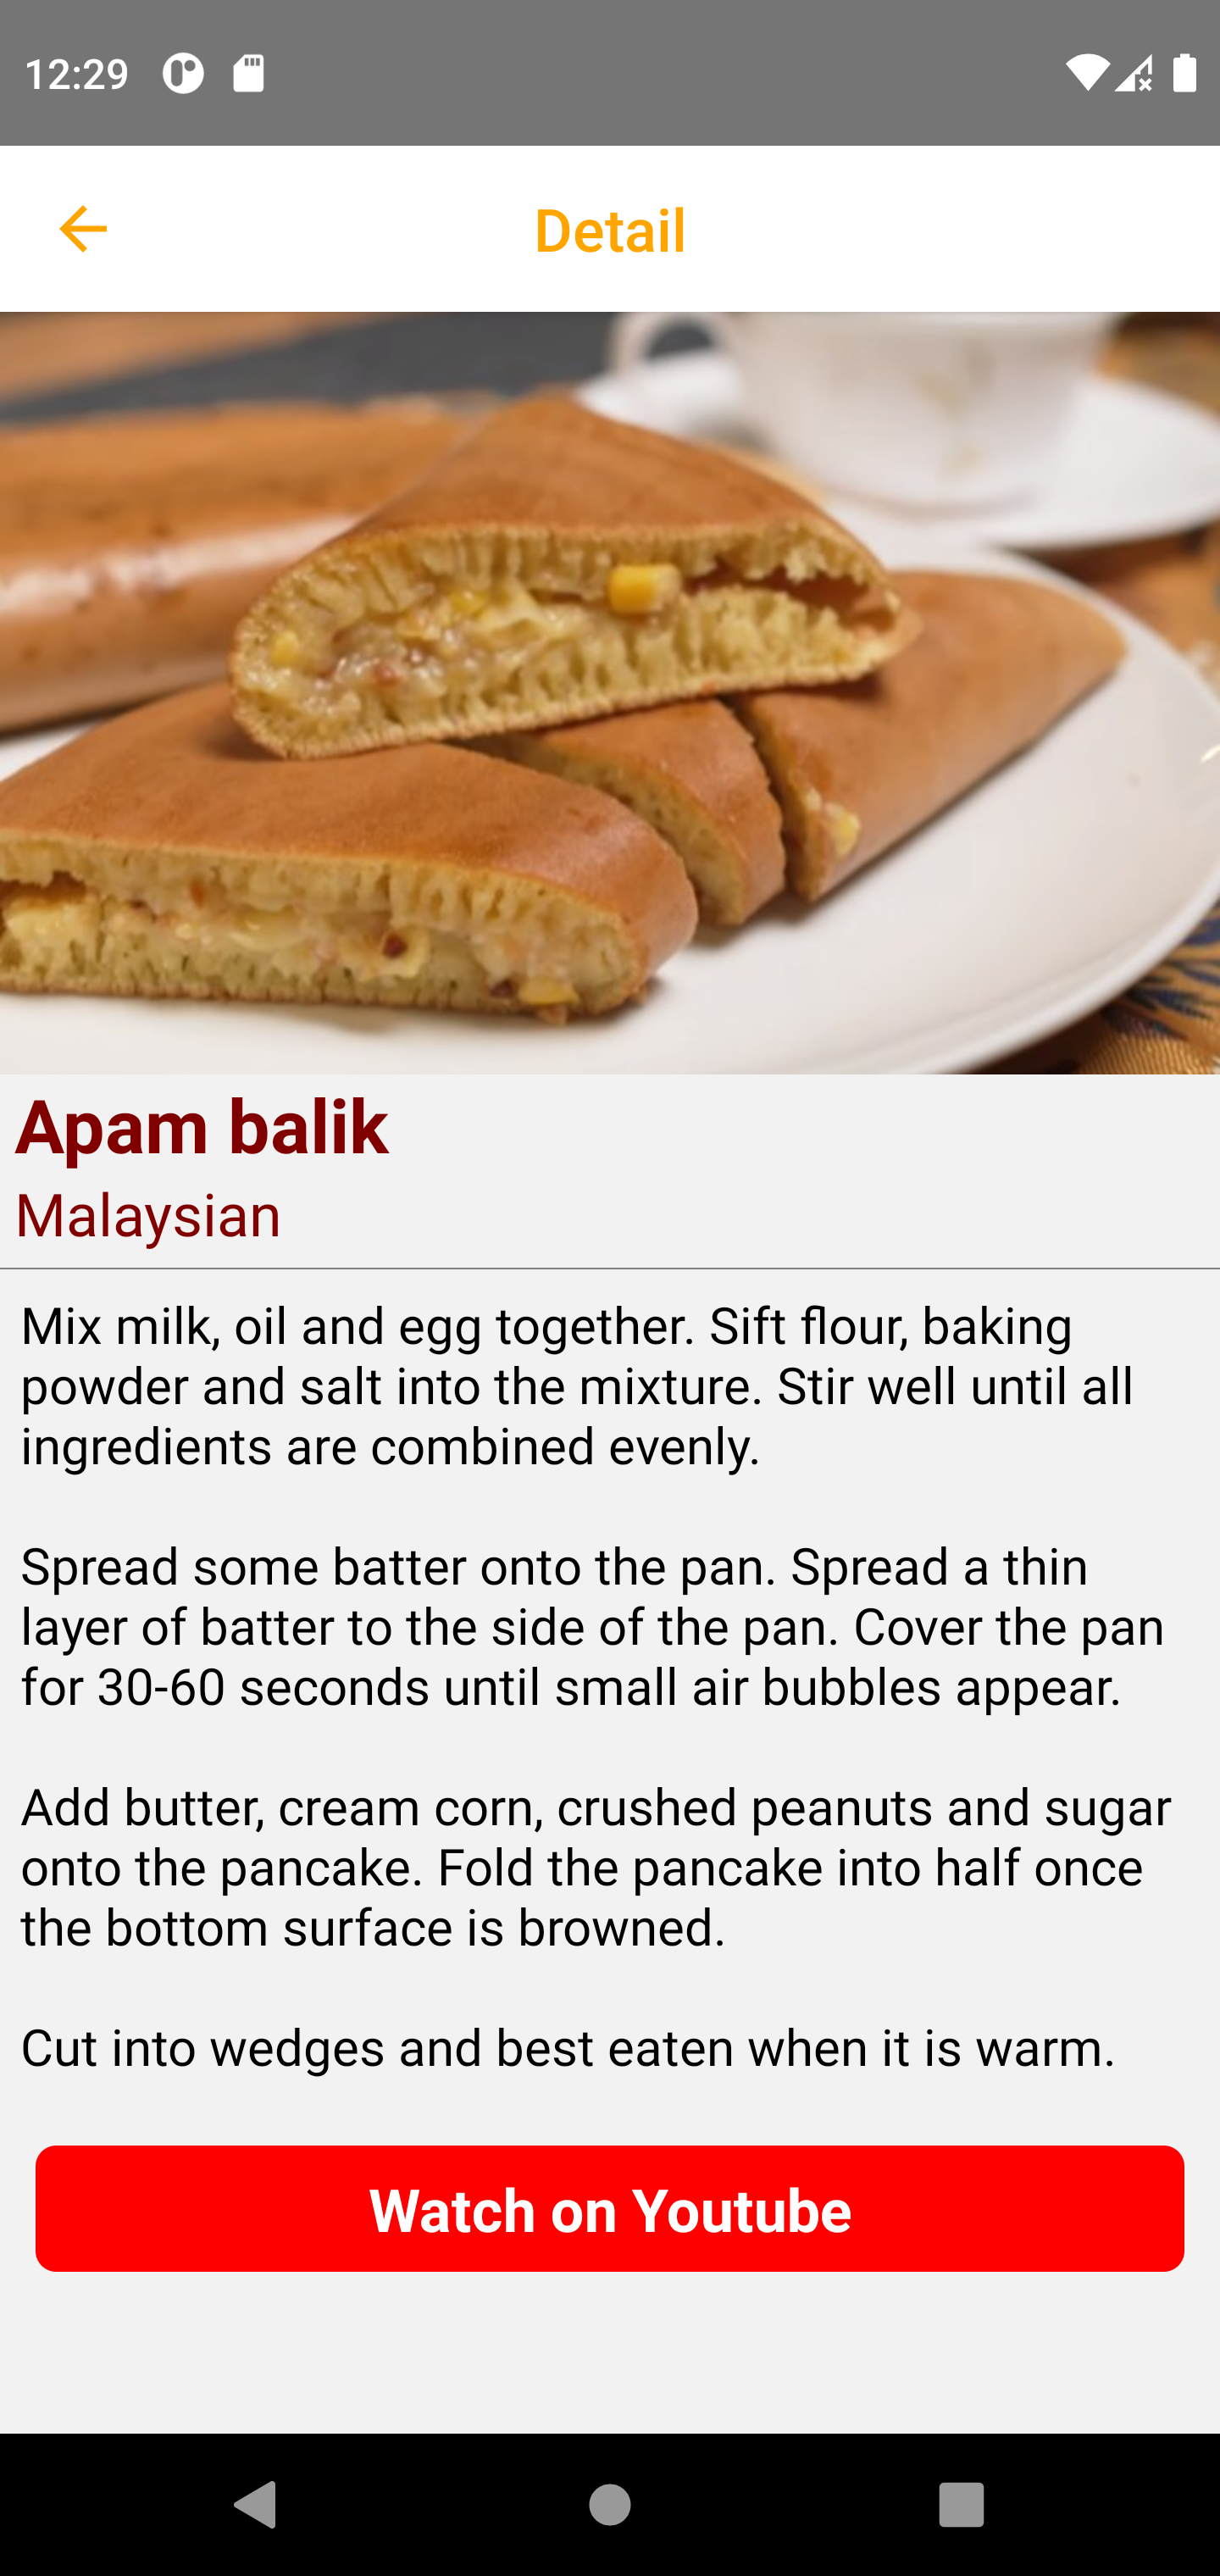 12:29
Detail
Apam balik
Malaysian
Mix milk, oil and egg together. Sift flour, baking
powder and salt into the mixture. Stir well until all
ingredients are combined evenly.
Spread some batter onto the pan. Spread a thin
layer of batter to the side of the pan. Cover the pan
for 30-60 seconds until small air bubbles appear.
Add butter, cream corn, crushed peanuts and sugar
onto the pancake. Fold the pancake into half once
the bottom surface is browned.
Cut into wedges and best eaten when it is warm.
Watch on Youtube